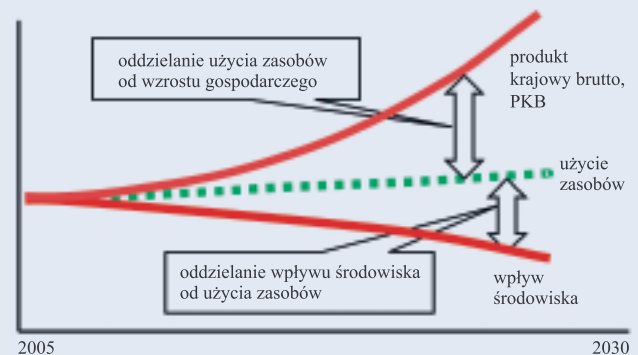 oddzielanie użycia zasobów
od wzrostu gospodarczego
produkt
krajowy brutto,
PKB
użycie
zasobów
oddzielanie wpływu środowiska
od użycia zasobów
wpływ
środowiska
2005
2030